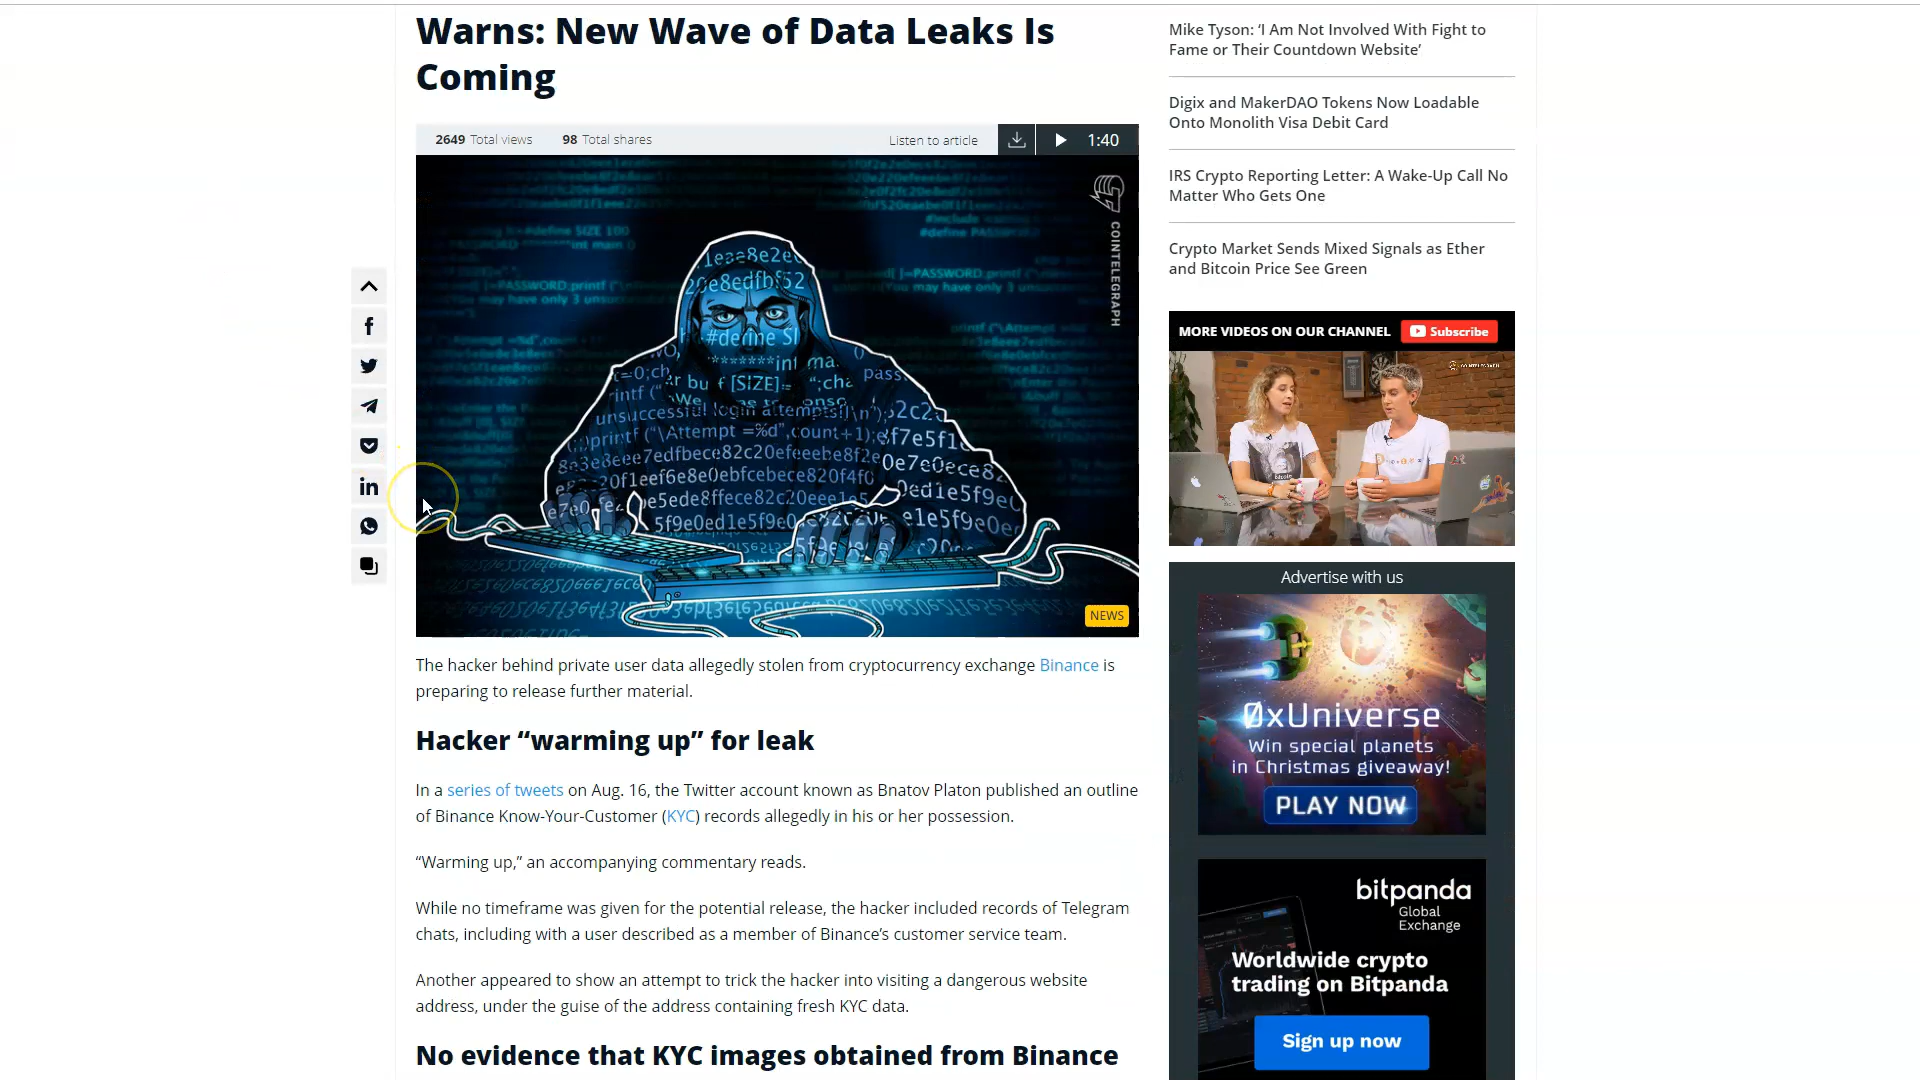 Warns: New Wave of Data Leaks Is
Coming
2649 Total views
98 Total shares
Listen to article
1:40
COINTELEGRAPH
NEWS
The hacker behind private user data allegedly stolen from cryptocurrency exchange Binance is
preparing to release further material.
Hacker “warming up” for leak
In a series of tweets on Aug. 16, the Twitter account known as Bnatov Platon published an outline
of Binance Know-Your-Customer (KYC) records allegedly in his or her possession.
“Warming up,” an accompanying commentary reads.
While no timeframe was given for the potential release, the hacker included records of Telegram
chats, including with a user described as a member of Binance’s customer service team.
Another appeared to show an attempt to trick the hacker into visiting a dangerous website
address, under the guise of the address containing fresh KYC data.
No evidence that KYC images obtained from Binance
Mike Tyson: ‘I Am Not Involved With Fight to
Fame or Their Countdown Website’
Digix and MakerDAO Tokens Now Loadable
Onto Monolith Visa Debit Card
IRS Crypto Reporting Letter: A Wake-Up Call No
Matter Who Gets One
Crypto Market Sends Mixed Signals as Ether
and Bitcoin Price See Green
MORE VIDEOS ON OUR CHANNEL
Subscribe
Advertise with us
0xUniverse
Win special planets
in Christmas giveaway!
PLAY NOW
bitpanda
Global
Exchange
Worldwide crypto
trading on Bitpanda
Sign up now